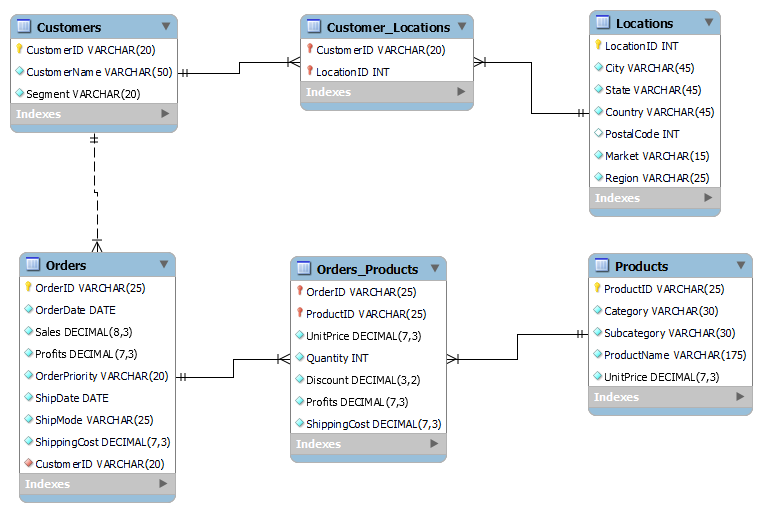 Customers
CustomerID VARCHAR(20)
CustomerName VARCHAR(50)
Segment VARCHAR(20)
Indexes
Customer_Locations
CustomerID VARCHAR(20)
LocationID INT
Indexes
Locations
LocationID INT
City VARCHAR(45)
State VARCHAR(45)
Country VARCHAR(45)
PostalCode INT
Market VARCHAR(15)
Region VARCHAR(25)
Indexes
Orders
OrderID VARCHAR(25)
OrderDate DATE
Sales DECIMAL(8,3)
Profits DECIMAL(7,3)
OrderPriority VARCHAR(20)
ShipDate DATE
ShipMode VARCHAR(25)
ShippingCost DECIMAL(7,3)
CustomerID VARCHAR(20)
Indexes
Orders_Products
OrderID VARCHAR(25)
ProductID VARCHAR(25)
UnitPrice DECIMAL(7,3)
Quantity INT
Discount DECIMAL(3,2)
Profits DECIMAL(7,3)
ShippingCost DECIMAL(7,3)
Indexes
Products
ProductID VARCHAR(25)
Category VARCHAR(30)
Subcategory VARCHAR(30)
ProductName VARCHAR(175)
UnitPrice DECIMAL(7,3)
Indexes